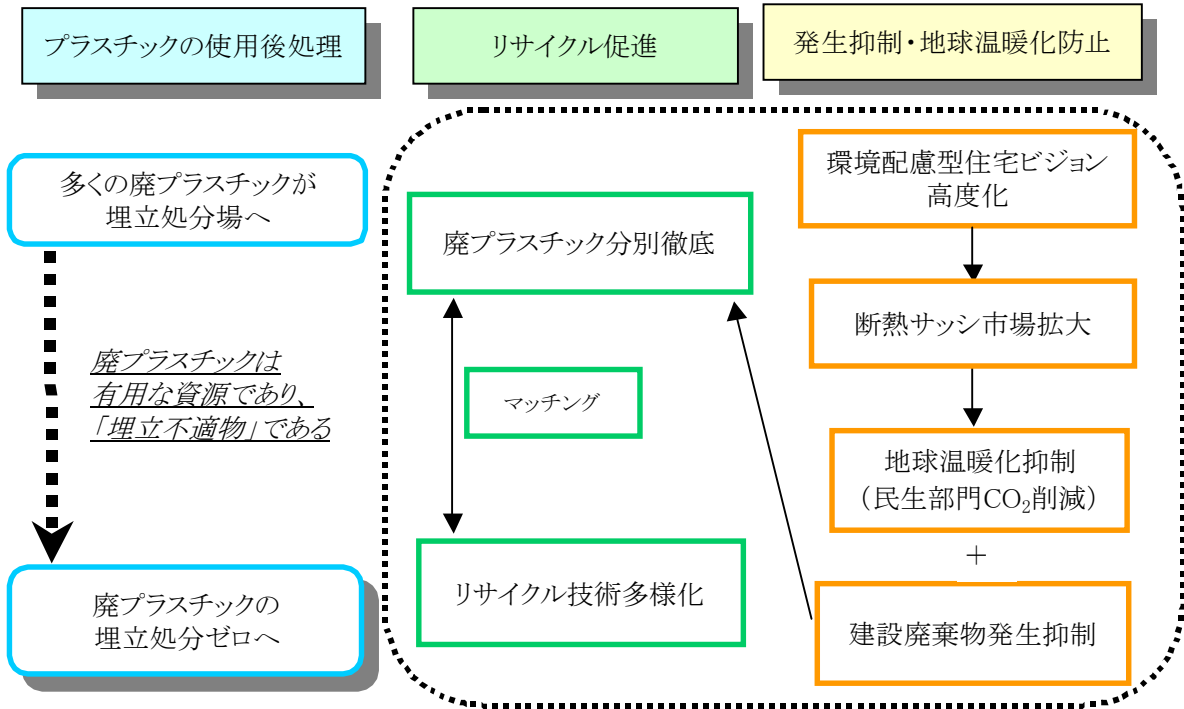 プラスチックの使用後処理
リサイクル促進
発生抑制・地球温暖化防止
多くの廃プラスチックが
埋立処分場へ
廃プラスチックは
有用な資源であり、
「埋立不適物」である
廃プラスチックの
埋立処分ゼロへ
廃プラスチック分別徹底
マッチング
リサイクル技術多様化
環境配慮型住宅ビジョン
高度化
断熱サッシ市場拡大
地球温暖化抑制
（民生部門CO₂削減）
＋
建設廃棄物発生抑制